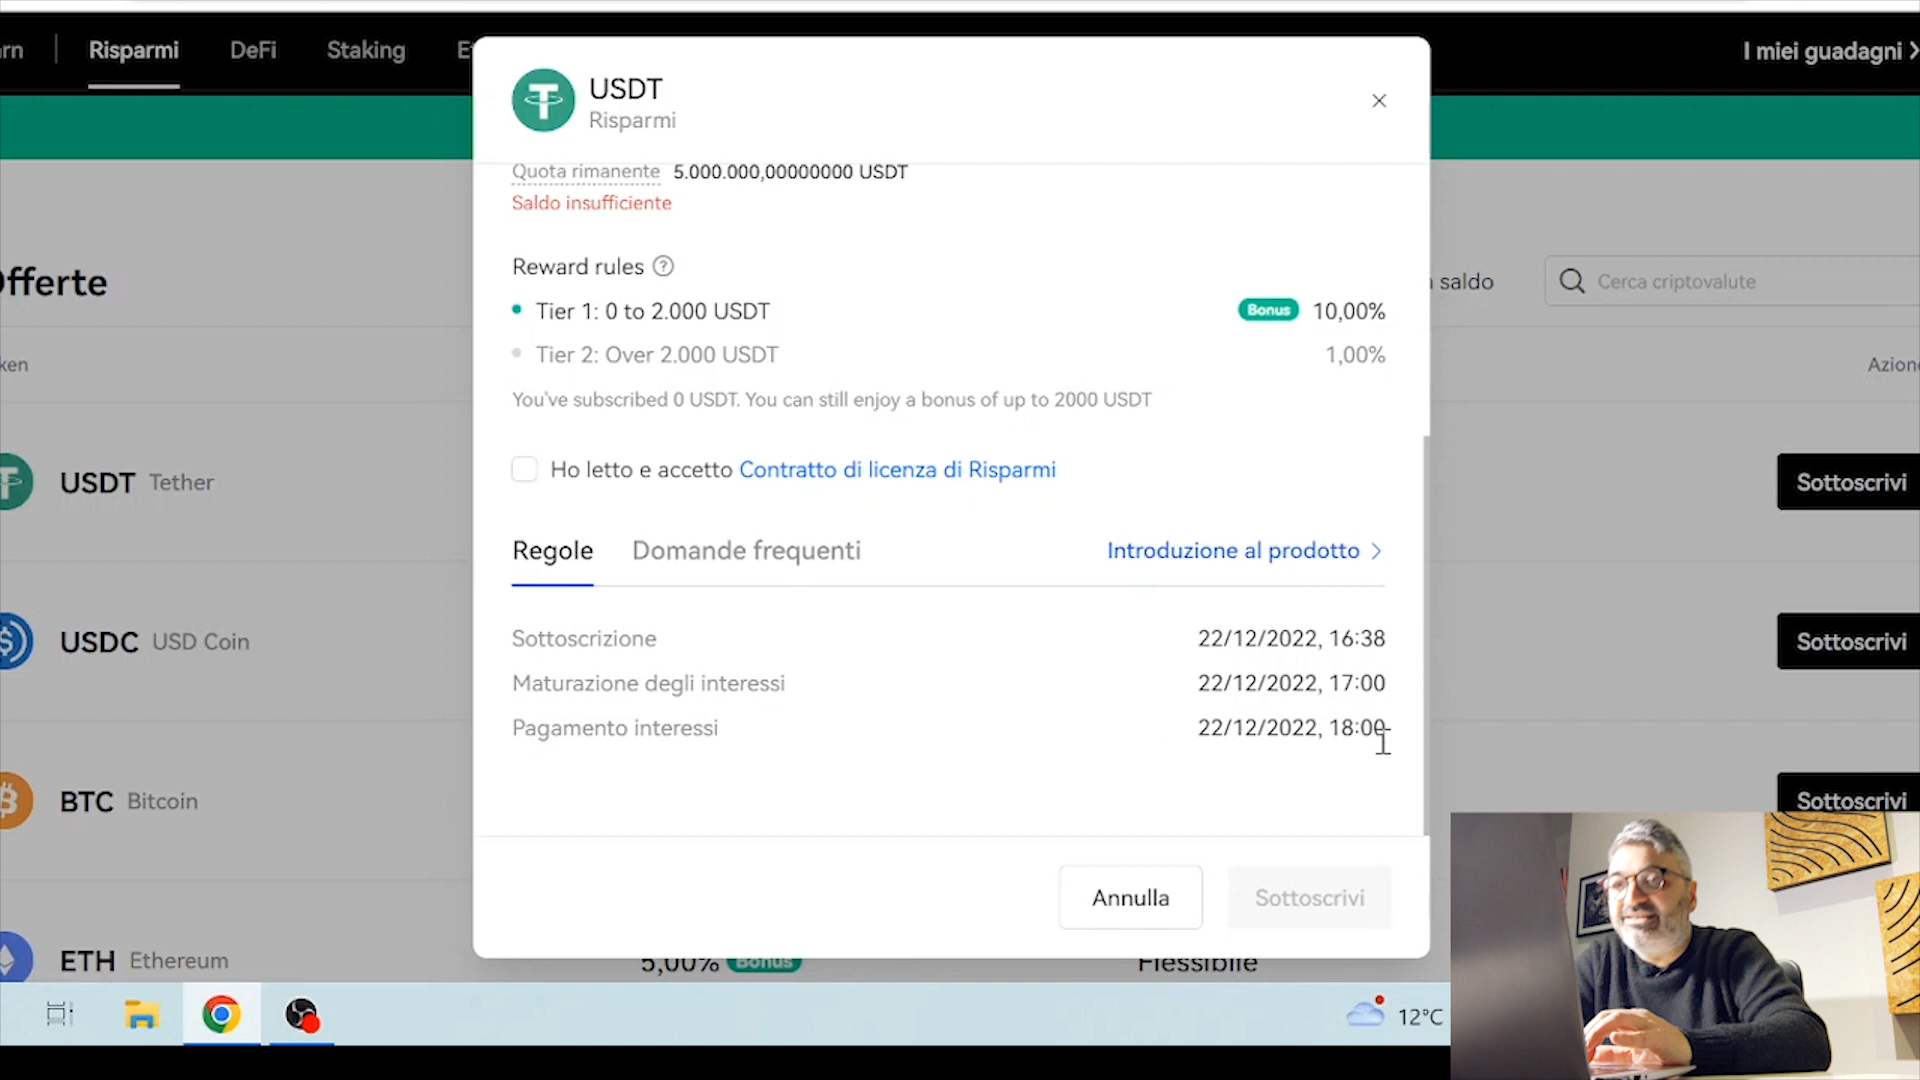 Risparmi DeFi Staking
I miei guadagni
USDT
Risparmi
Quota rimanente 5.000.000,00000000 USDT
Saldo insufficiente
Reward rules
Tier 1: 0 to 2.000 USDT Bonus 10,00%
Tier 2: Over 2.000 USDT 1,00%
You've subscribed 0 USDT. You can still enjoy a bonus of up to 2000 USDT
Ho letto e accetto Contratto di licenza di Risparmi
Regole Domande frequenti Introduzione al prodotto
Sottoscrizione 22/12/2022, 16:38
Maturazione degli interessi 22/12/2022, 17:00
Pagamento interessi 22/12/2022, 18:00
Annulla Sottoscrivi
Offerte
saldo
Cerca criptovalute
USDT Tether Sottoscrivi
USDC USD Coin Sottoscrivi
BTC Bitcoin Sottoscrivi
ETH Ethereum 5,00% Bonus Flessibile
12°C